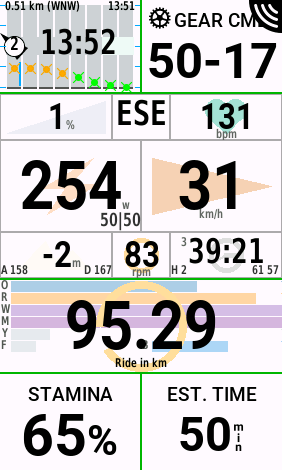 0.51 km (WNW) 13:51
2 13:52
GEAR CM
50-17
1 %
ESE
131
bpm
254 w
50|50
31
km/h
-2 m
A 158 D 167
83
rpm
3 39:21
H 2 61 57
O
R
W
M
Y
F
95.29
Ride in km
STAMINA
65%
EST. TIME
50 min